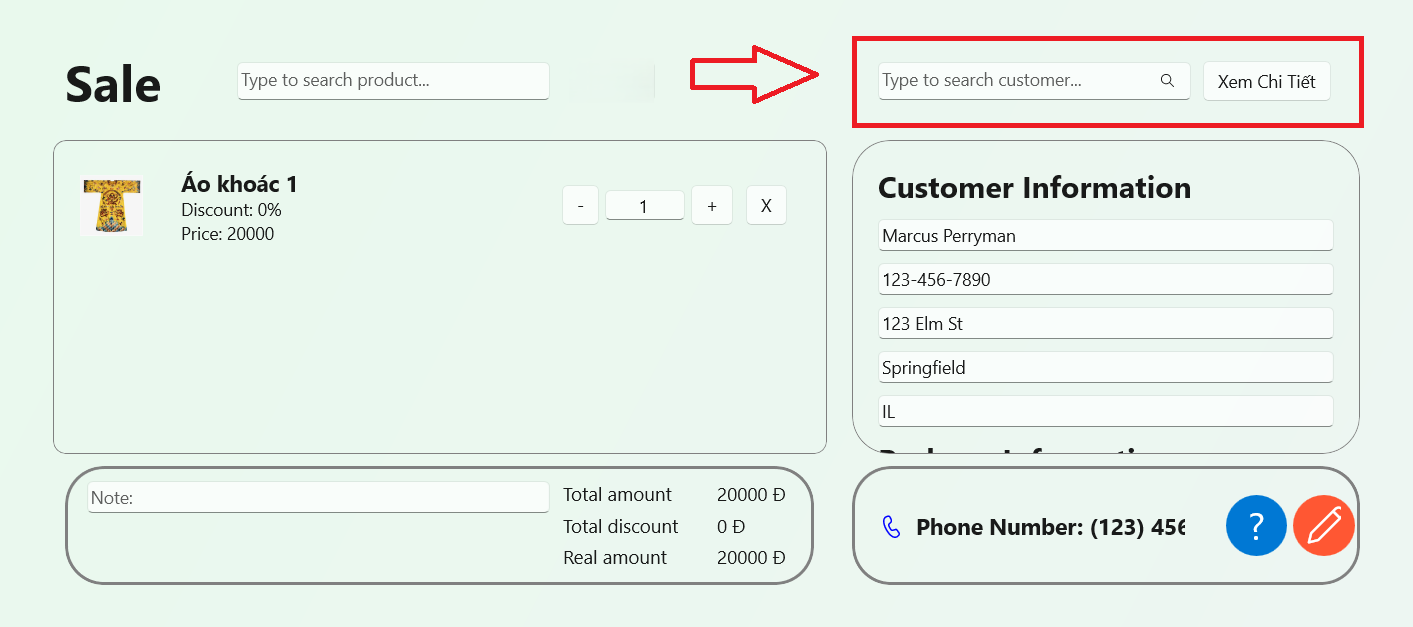 Sale
Type to search product...
Type to search customer...
Xem Chi Tiết
Áo khoác 1
Discount: 0%
Price: 20000
-
1
+
X
Customer Information
Marcus Perryman
123-456-7890
123 Elm St
Springfield
IL
Note:
Total amount 20000 Đ
Total discount 0 Đ
Real amount 20000 Đ
Phone Number: (123) 456
?